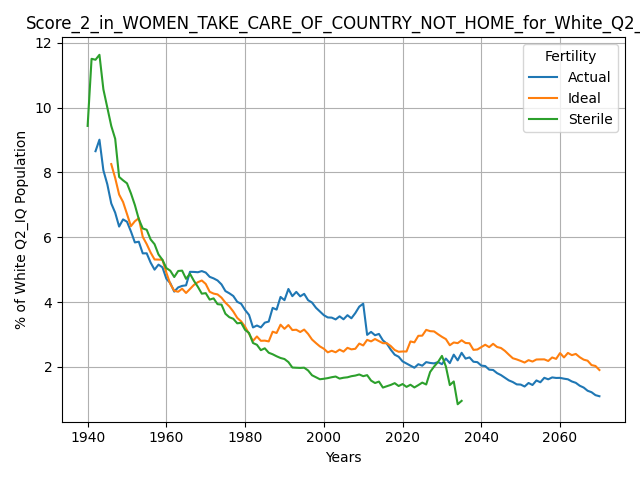 Score_2_in_WOMEN_TAKE_CARE_OF_COUNTRY_NOT_HOME_for_White_Q2_
12
10
8
6
4
2
% of White Q2_IQ Population
Fertility
Actual
Ideal
Sterile
1940 1960 1980 2000 2020 2040 2060
Years